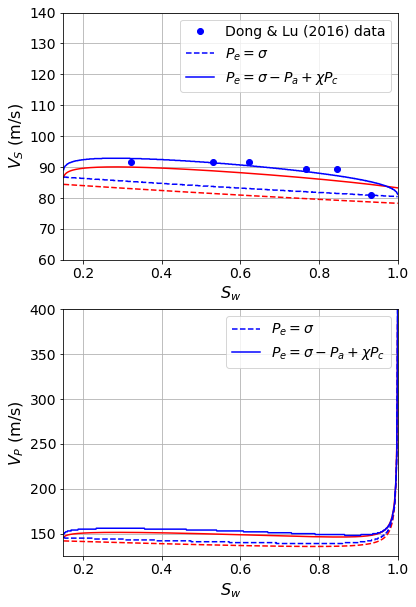 140
130
120
110
100
90
80
70
60
V_S (m/s)
Dong & Lu (2016) data
P_e = σ
P_e = σ − P_a + χP_c
0.2 0.4 0.6 0.8 1.0
S_w
400
350
300
250
200
150
V_P (m/s)
P_e = σ
P_e = σ − P_a + χP_c
0.2 0.4 0.6 0.8 1.0
S_w